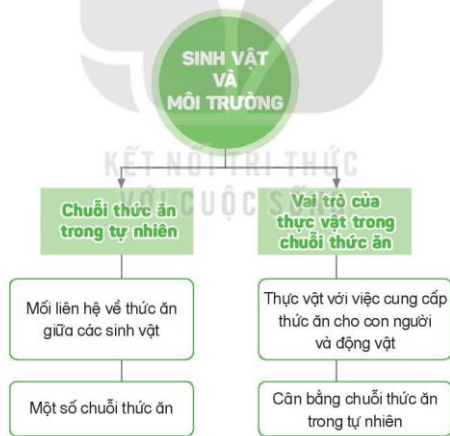 SINH VẬT
VÀ
MÔI TRƯỜNG
KẾT NỐI TRI THỨC
VỚI CUỘC SỐNG
Chuỗi thức ăn
trong tự nhiên
Vai trò của
thực vật trong
chuỗi thức ăn
Mối liên hệ về thức ăn
giữa các sinh vật
Thực vật với việc cung cấp
thức ăn cho con người
và động vật
Một số chuỗi thức ăn
Cân bằng chuỗi thức ăn
trong tự nhiên